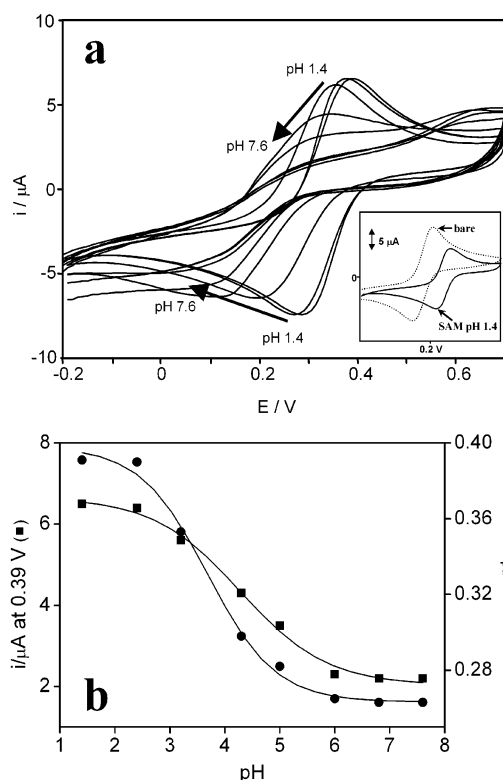 a
10
5
0
-5
-10
i / µA
pH 1.4
pH 7.6
pH 7.6
pH 1.4
bare
5 µA
0
SAM pH 1.4
0.2 V
-0.2
0
0.2
0.4
0.6
E / V
8
6
4
2
i/µA at 0.39 V (■
0.40
0.36
0.32
0.28
b
1
2
3
4
5
6
7
8
pH